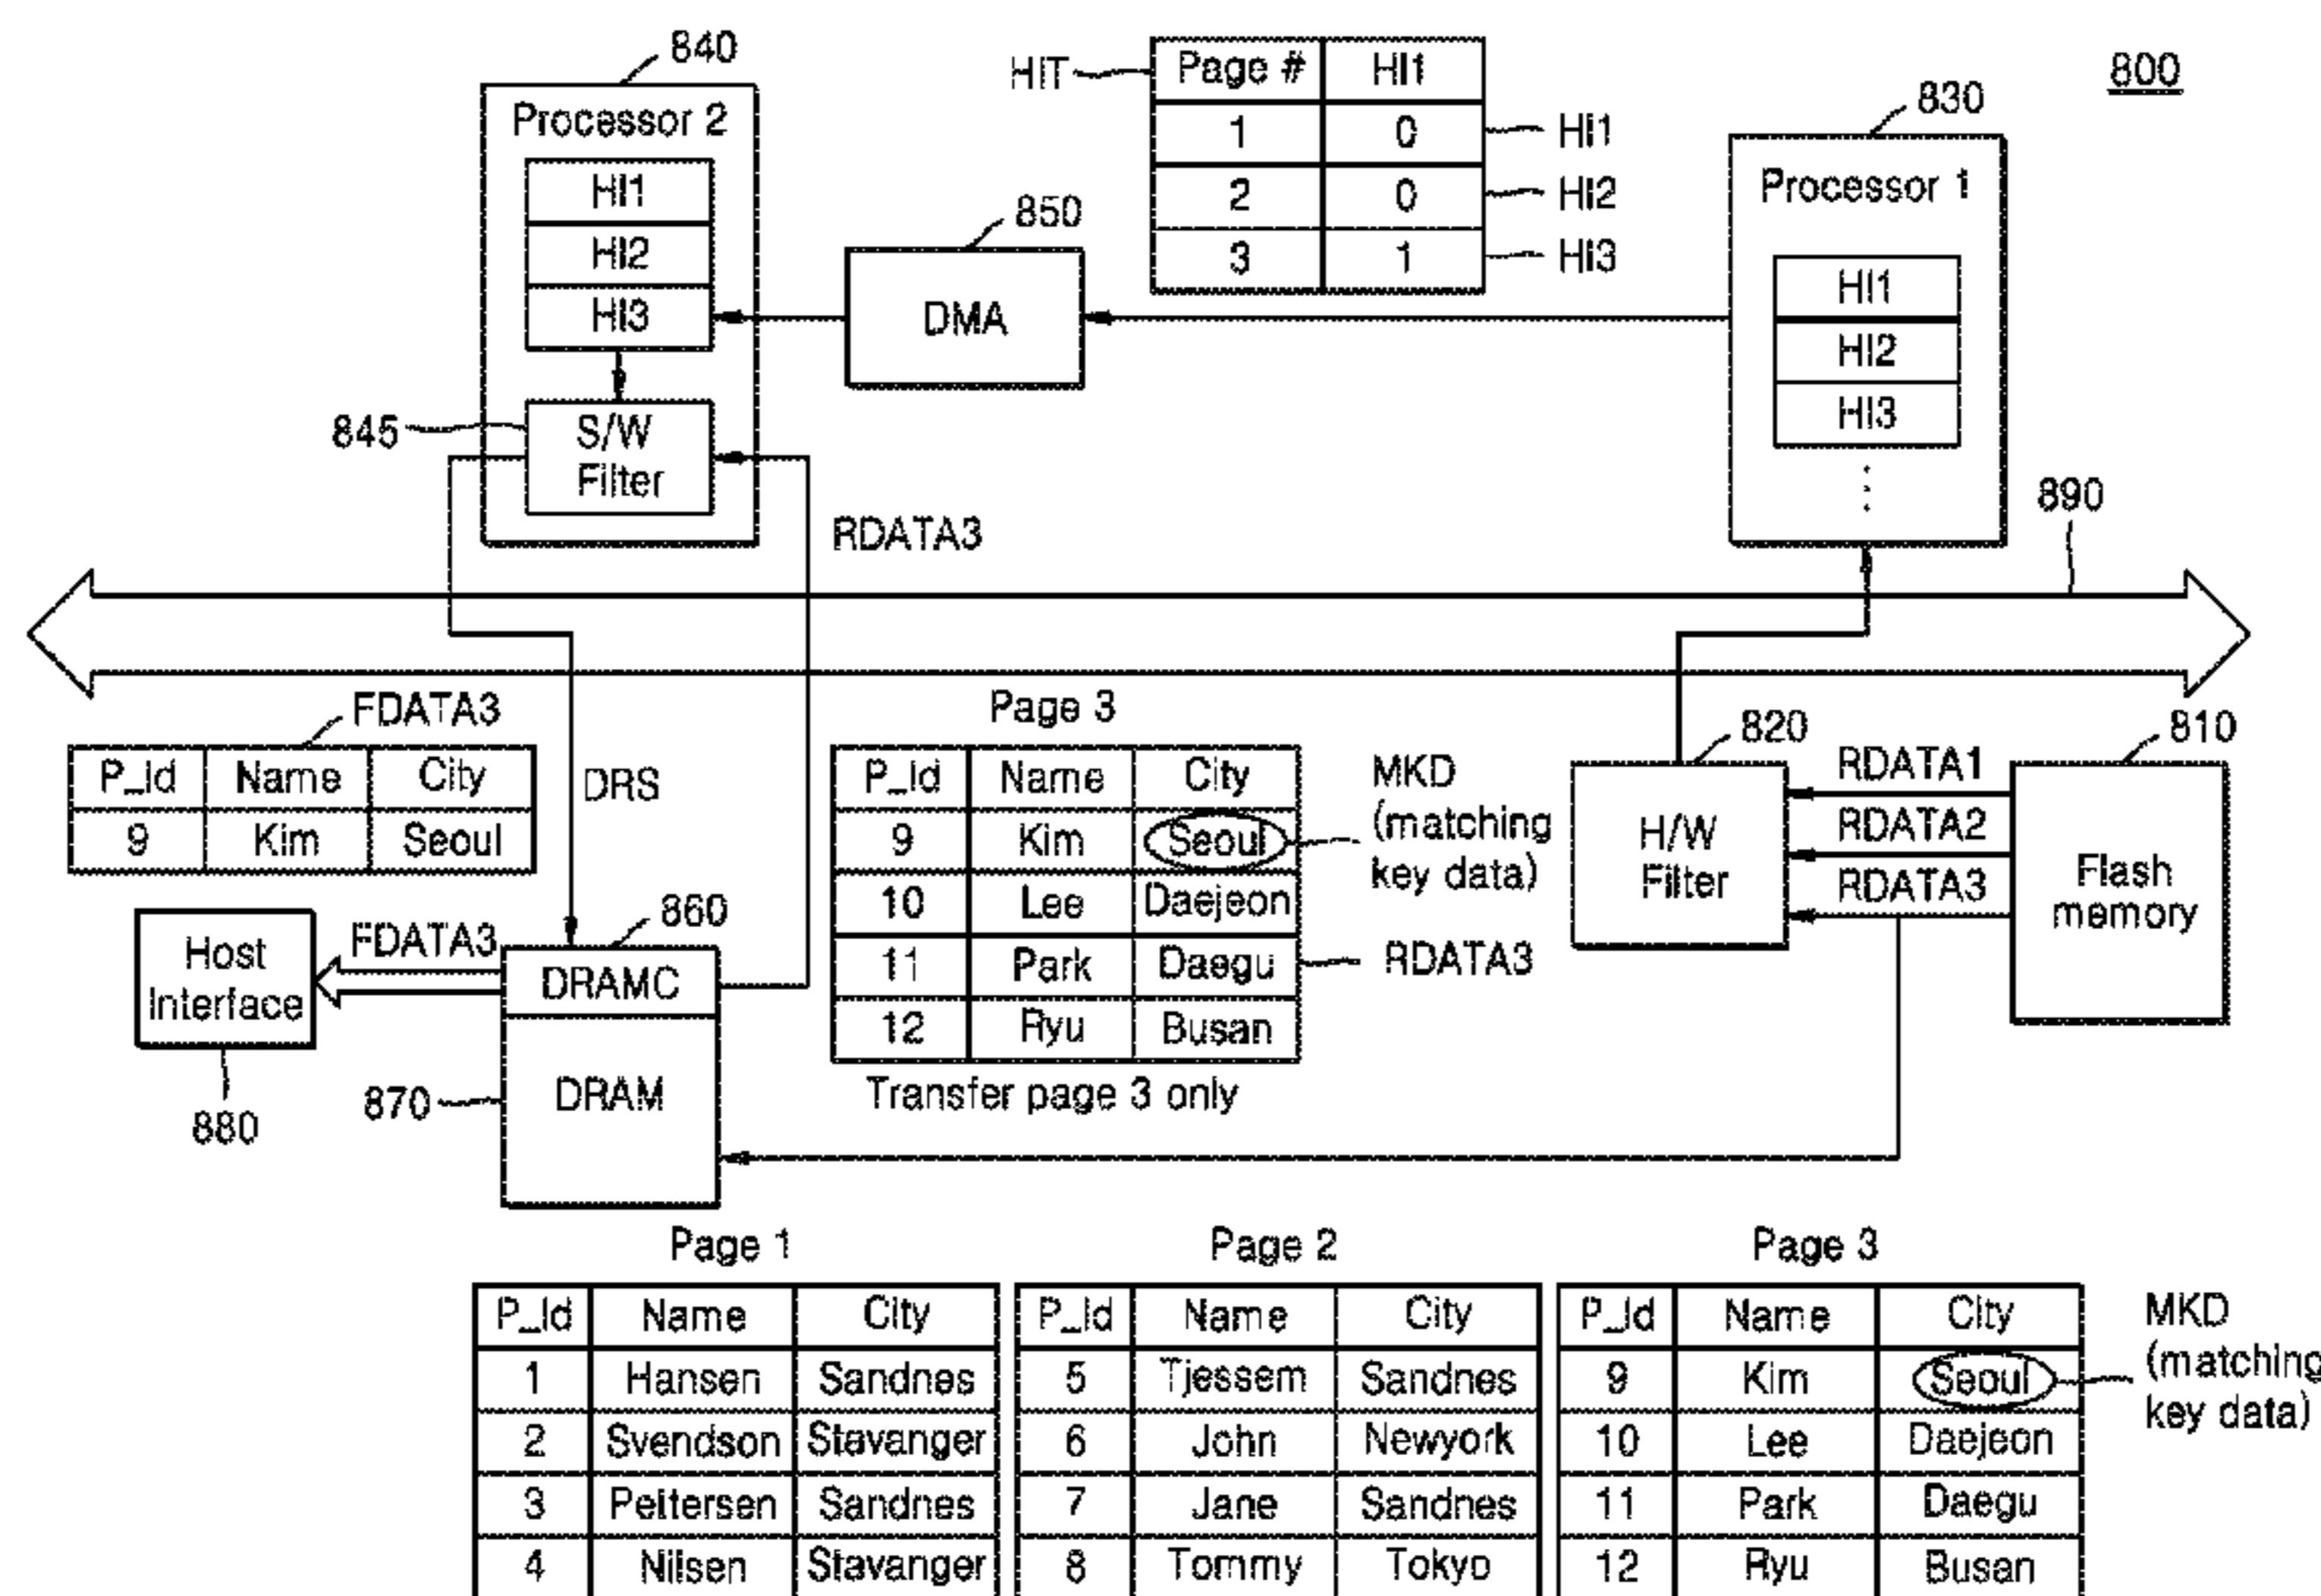 800
840
Processor 2
HI1
HI2
HI3
845
S/W
Filter
850
DMA
HIT
Page # HI1
1 0 HI1
2 0 HI2
3 1 HI3
830
Processor 1
HI1
HI2
HI3
890
RDATA3
FDATA3
P_Id Name City
9 Kim Seoul
DRS
Page 3
P_Id Name City
9 Kim Seoul
10 Lee Daejeon
11 Park Daegu
12 Ryu Busan
MKD
(matching
key data)
RDATA3
Transfer page 3 only
820
H/W
Filter
RDATA1
RDATA2
RDATA3
810
Flash
memory
Host
Interface
880
FDATA3
860
DRAMC
870
DRAM
Page 1
P_Id Name City
1 Hansen Sandnes
2 Svendson Stavanger
3 Pettersen Sandnes
4 Nilsen Stavanger
Page 2
P_Id Name City
5 Tjessem Sandnes
6 John Newyork
7 Jane Sandnes
8 Tommy Tokyo
Page 3
P_Id Name City
9 Kim Seoul
10 Lee Daejeon
11 Park Daegu
12 Ryu Busan
MKD
(matching
key data)